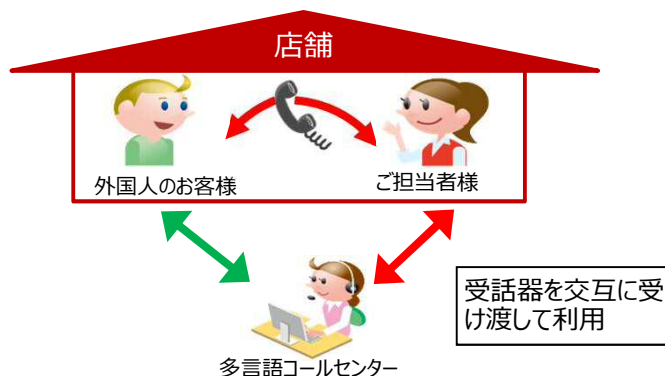 店舗
外国人のお客様
ご担当者様
受話器を交互に受
け渡して利用
多言語コールセンター